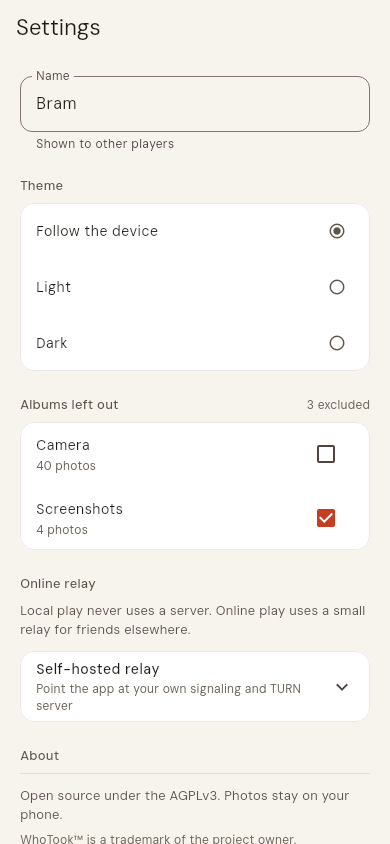 Settings
Name
Bram
Shown to other players
Theme
Follow the device
Light
Dark
Albums left out
3 excluded
Camera
40 photos
Screenshots
4 photos
Online relay
Local play never uses a server. Online play uses a small
relay for friends elsewhere.
Self-hosted relay
Point the app at your own signaling and TURN
server
About
Open source under the AGPLv3. Photos stay on your
phone.
WhoTook™ is a trademark of the project owner.